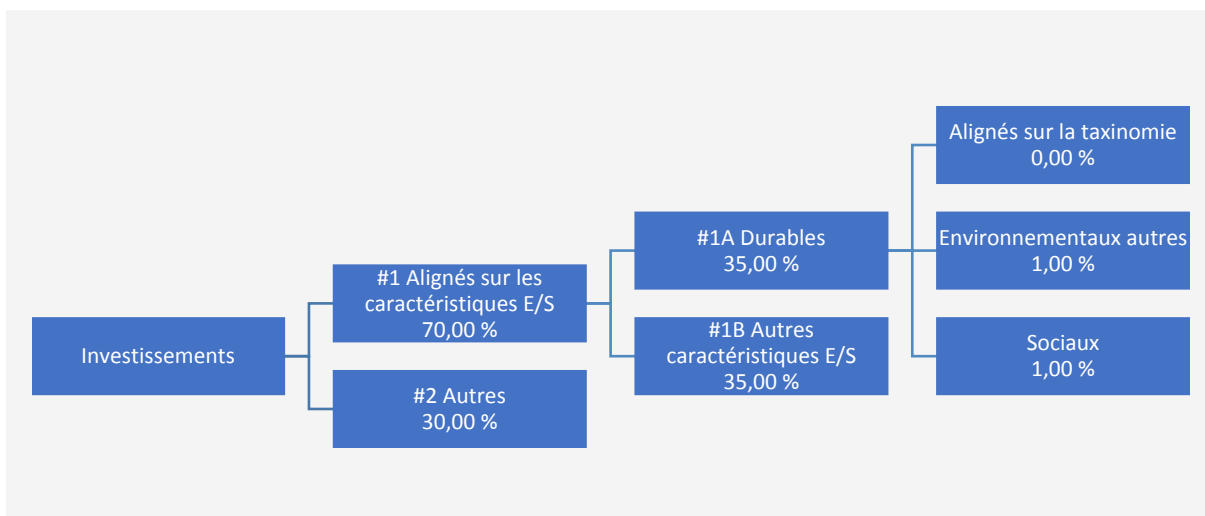 Investissements
#1 Alignés sur les
caractéristiques E/S
70,00 %
#2 Autres
30,00 %
#1A Durables
35,00 %
#1B Autres
caractéristiques E/S
35,00 %
Alignés sur la taxinomie
0,00 %
Environnementaux autres
1,00 %
Sociaux
1,00 %